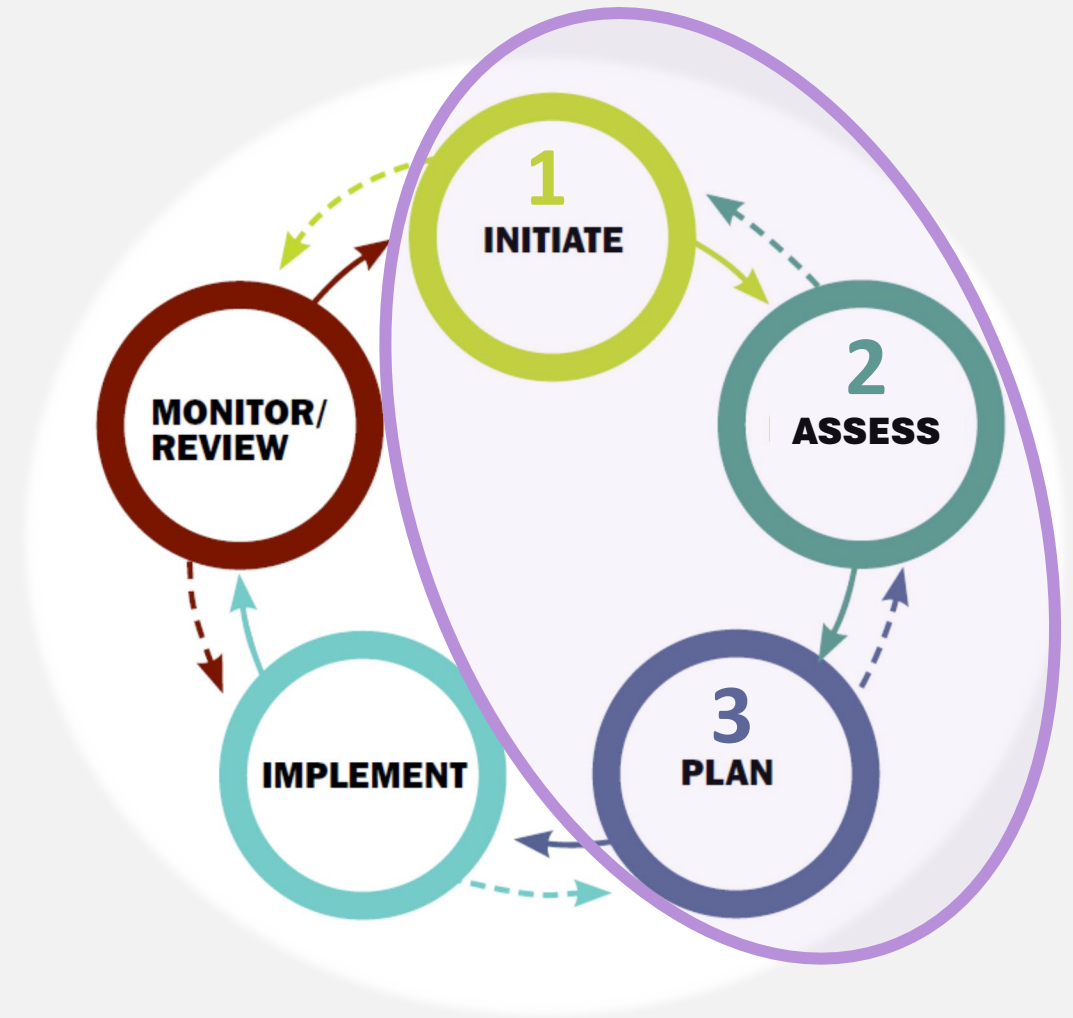 1
INITIATE
2
ASSESS
3
PLAN
IMPLEMENT
MONITOR/
REVIEW